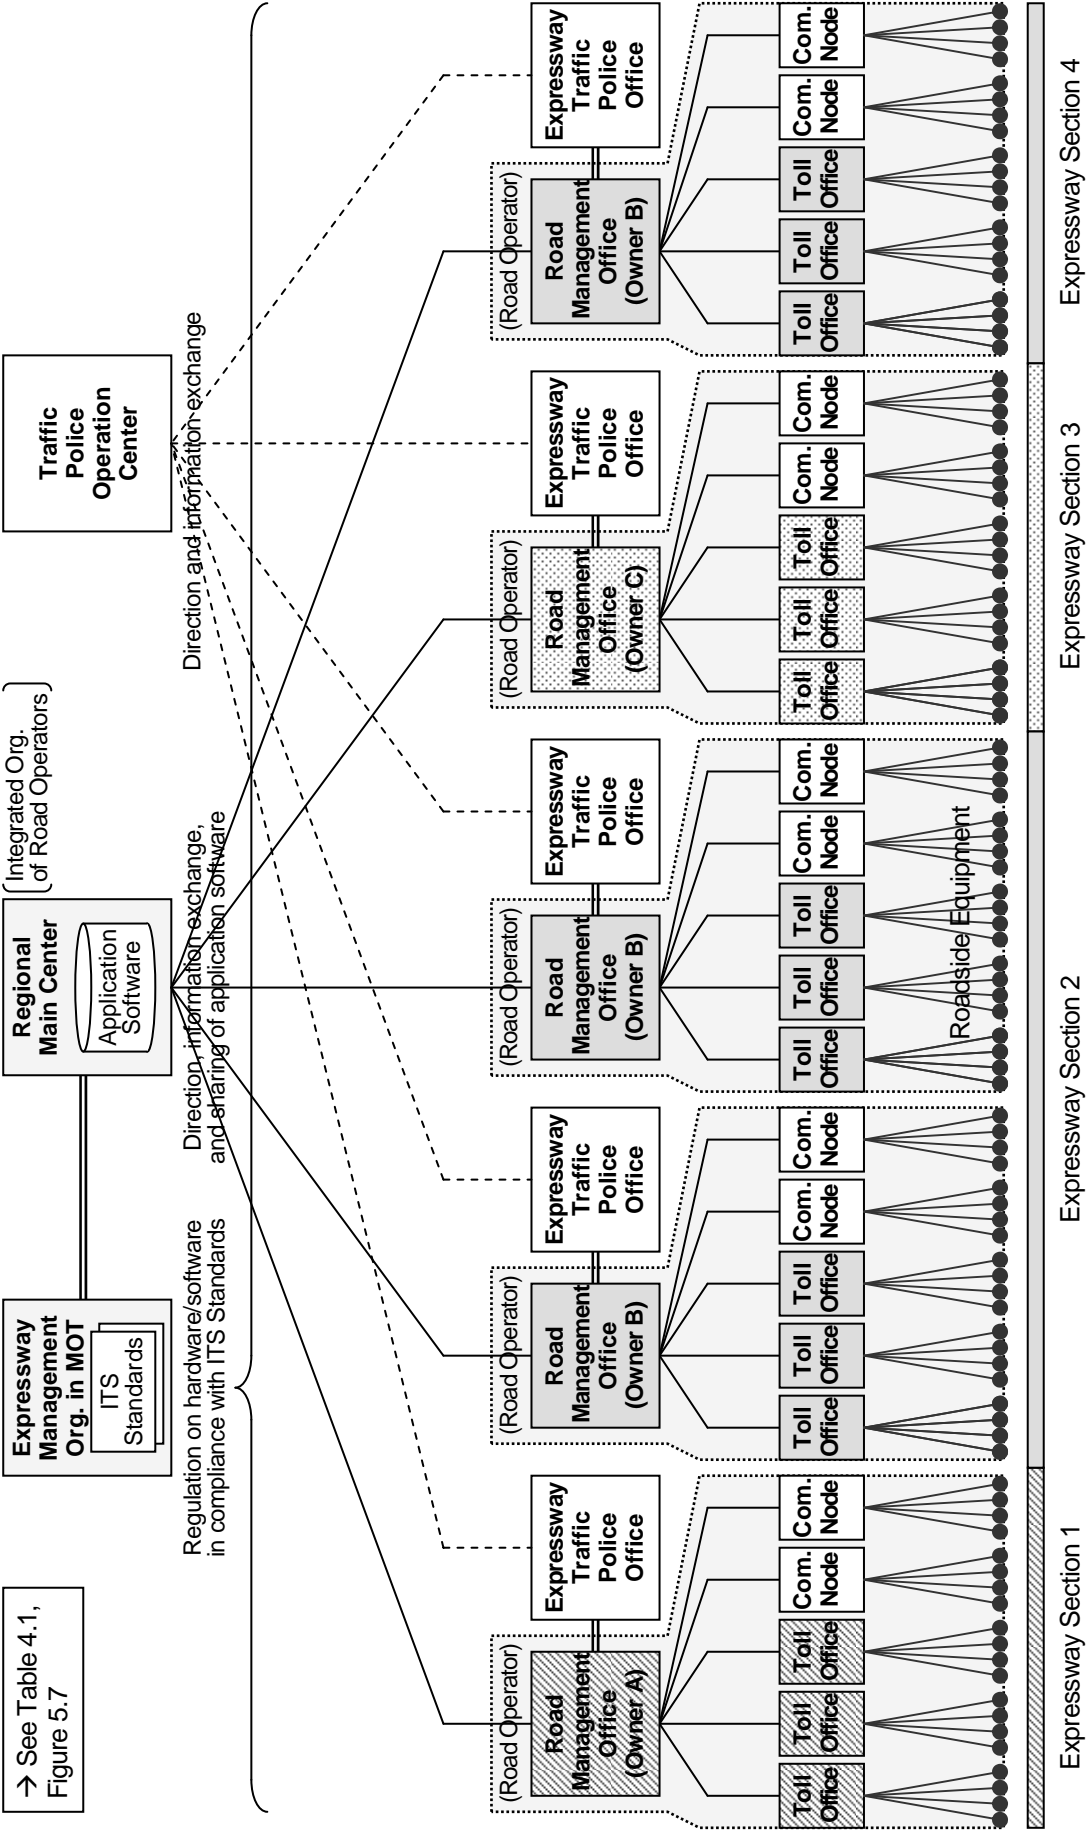 → See Table 4.1,
Figure 5.7
Expressway
Management
Org. in MOT
ITS
Standards
Regional
Main Center
Application
Software
Integrated Org.
of Road Operators
Traffic
Police
Operation
Center
Regulation on hardware/software
in compliance with ITS Standards
Direction, information exchange,
and sharing of application software
Direction and information exchange
(Road Operator)
Road
Management
Office
(Owner A)
Expressway
Traffic
Police
Office
(Road Operator)
Road
Management
Office
(Owner B)
Expressway
Traffic
Police
Office
(Road Operator)
Road
Management
Office
(Owner B)
Expressway
Traffic
Police
Office
(Road Operator)
Road
Management
Office
(Owner C)
Expressway
Traffic
Police
Office
(Road Operator)
Road
Management
Office
(Owner B)
Expressway
Traffic
Police
Office
Toll
Office
Toll
Office
Toll
Office
Com.
Node
Com.
Node
Toll
Office
Toll
Office
Toll
Office
Com.
Node
Com.
Node
Toll
Office
Toll
Office
Toll
Office
Com.
Node
Com.
Node
Toll
Office
Toll
Office
Toll
Office
Com.
Node
Com.
Node
Toll
Office
Toll
Office
Toll
Office
Com.
Node
Com.
Node
Roadside Equipment
Expressway Section 1
Expressway Section 2
Expressway Section 3
Expressway Section 4